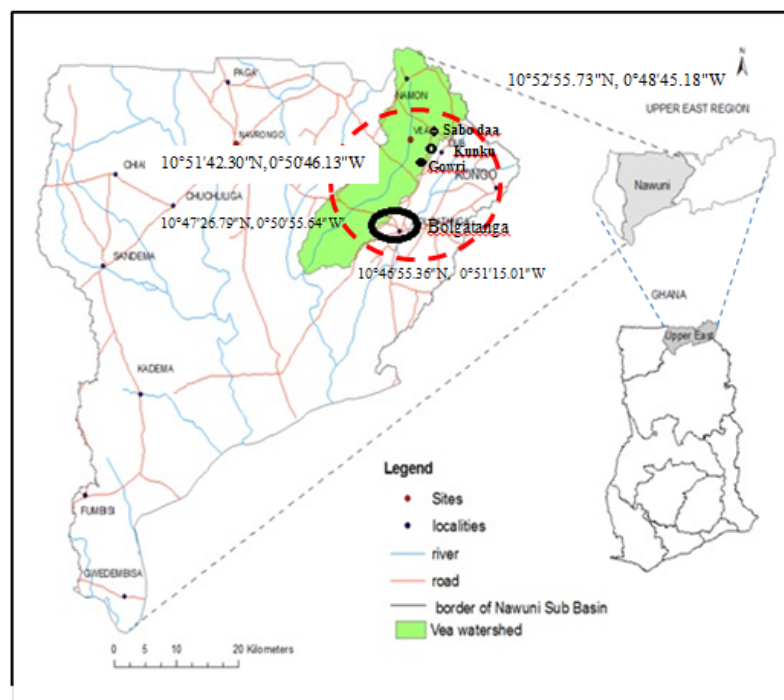 N
10°52'55.73"N, 0°48'45.18"W
UPPER EAST REGION
PAGA
NAMON
VEA
Sabo daa
NAVRONGO
Kunku
10°51'42.30"N, 0°50'46.13"W
Gowri
KONGO
CHIAI
Nawuni
CHUCHULIGA
10°47'26.79"N, 0°50'55.64"W
Bolgatanga
SANDEMA
10°46'55.36"N, 0°51'15.01"W
GHANA
Upper East
KADEMA
Legend
Sites
localities
river
road
border of Nawuni Sub Basin
Vea watershed
FUMBISI
GWEDEMBISA
0 5 10 20 Kilometers